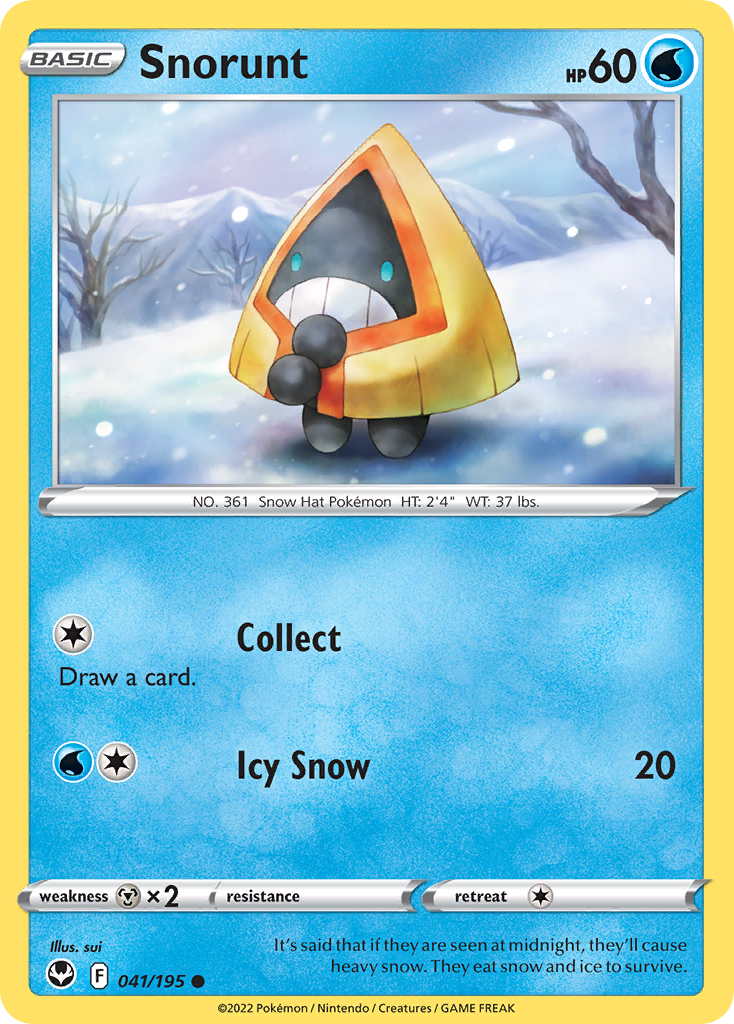 BASIC Snorunt HP60
NO. 361 Snow Hat Pokémon HT: 2'4" WT: 37 lbs.
Collect
Draw a card.
Icy Snow 20
weakness ×2 resistance retreat
Illus. sui
It's said that if they are seen at midnight, they'll cause
heavy snow. They eat snow and ice to survive.
F 041/195
©2022 Pokémon / Nintendo / Creatures / GAME FREAK